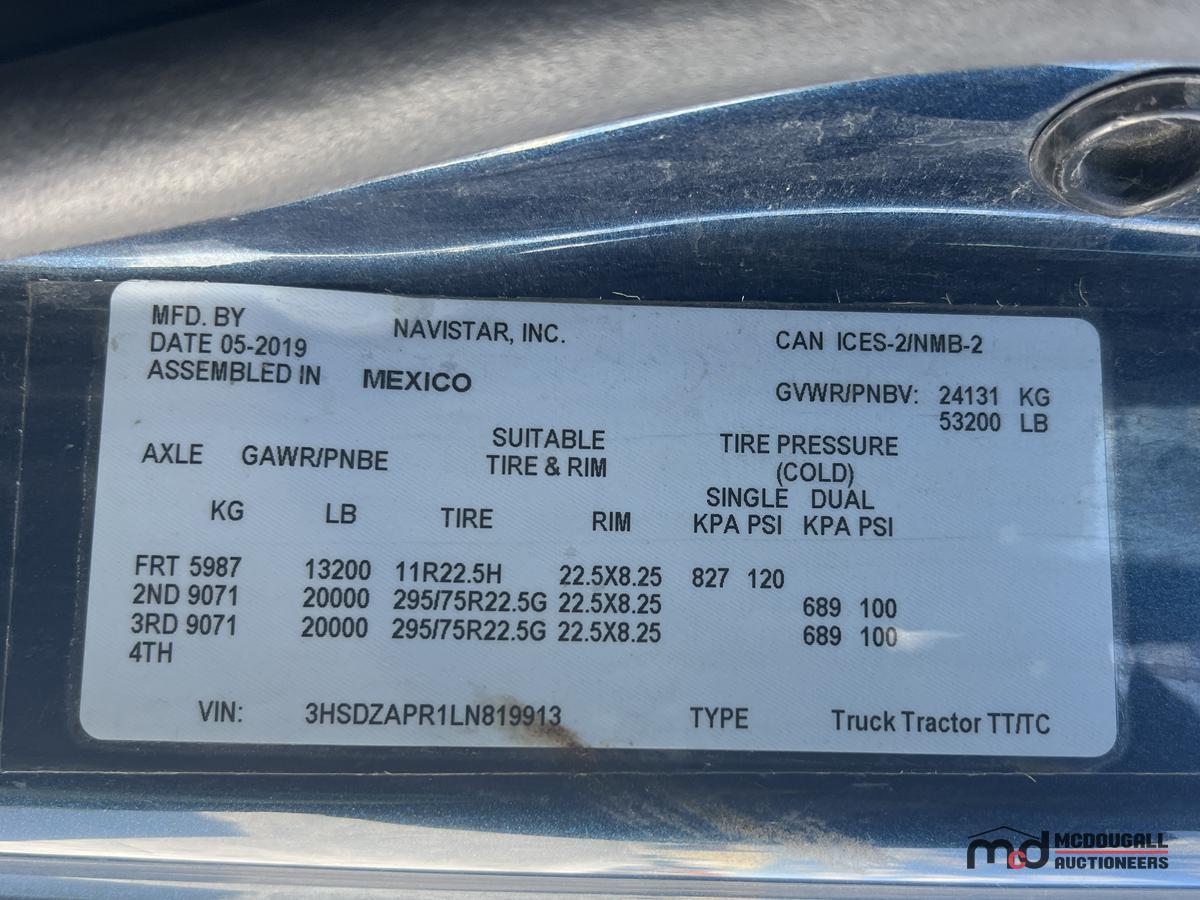 MFD. BY NAVISTAR, INC. CAN ICES-2/NMB-2
DATE 05-2019
ASSEMBLED IN MEXICO
GVWR/PNBV: 24131 KG
53200 LB
AXLE GAWR/PNBE SUITABLE TIRE PRESSURE
TIRE & RIM (COLD)
SINGLE DUAL
KG LB TIRE RIM KPA PSI KPA PSI
FRT 5987 13200 11R22.5H 22.5X8.25 827 120
2ND 9071 20000 295/75R22.5G 22.5X8.25 689 100
3RD 9071 20000 295/75R22.5G 22.5X8.25 689 100
4TH
VIN: 3HSDZAPR1LN819913 TYPE Truck Tractor TT/TC
mcd MCDOUGALL
AUCTIONEERS